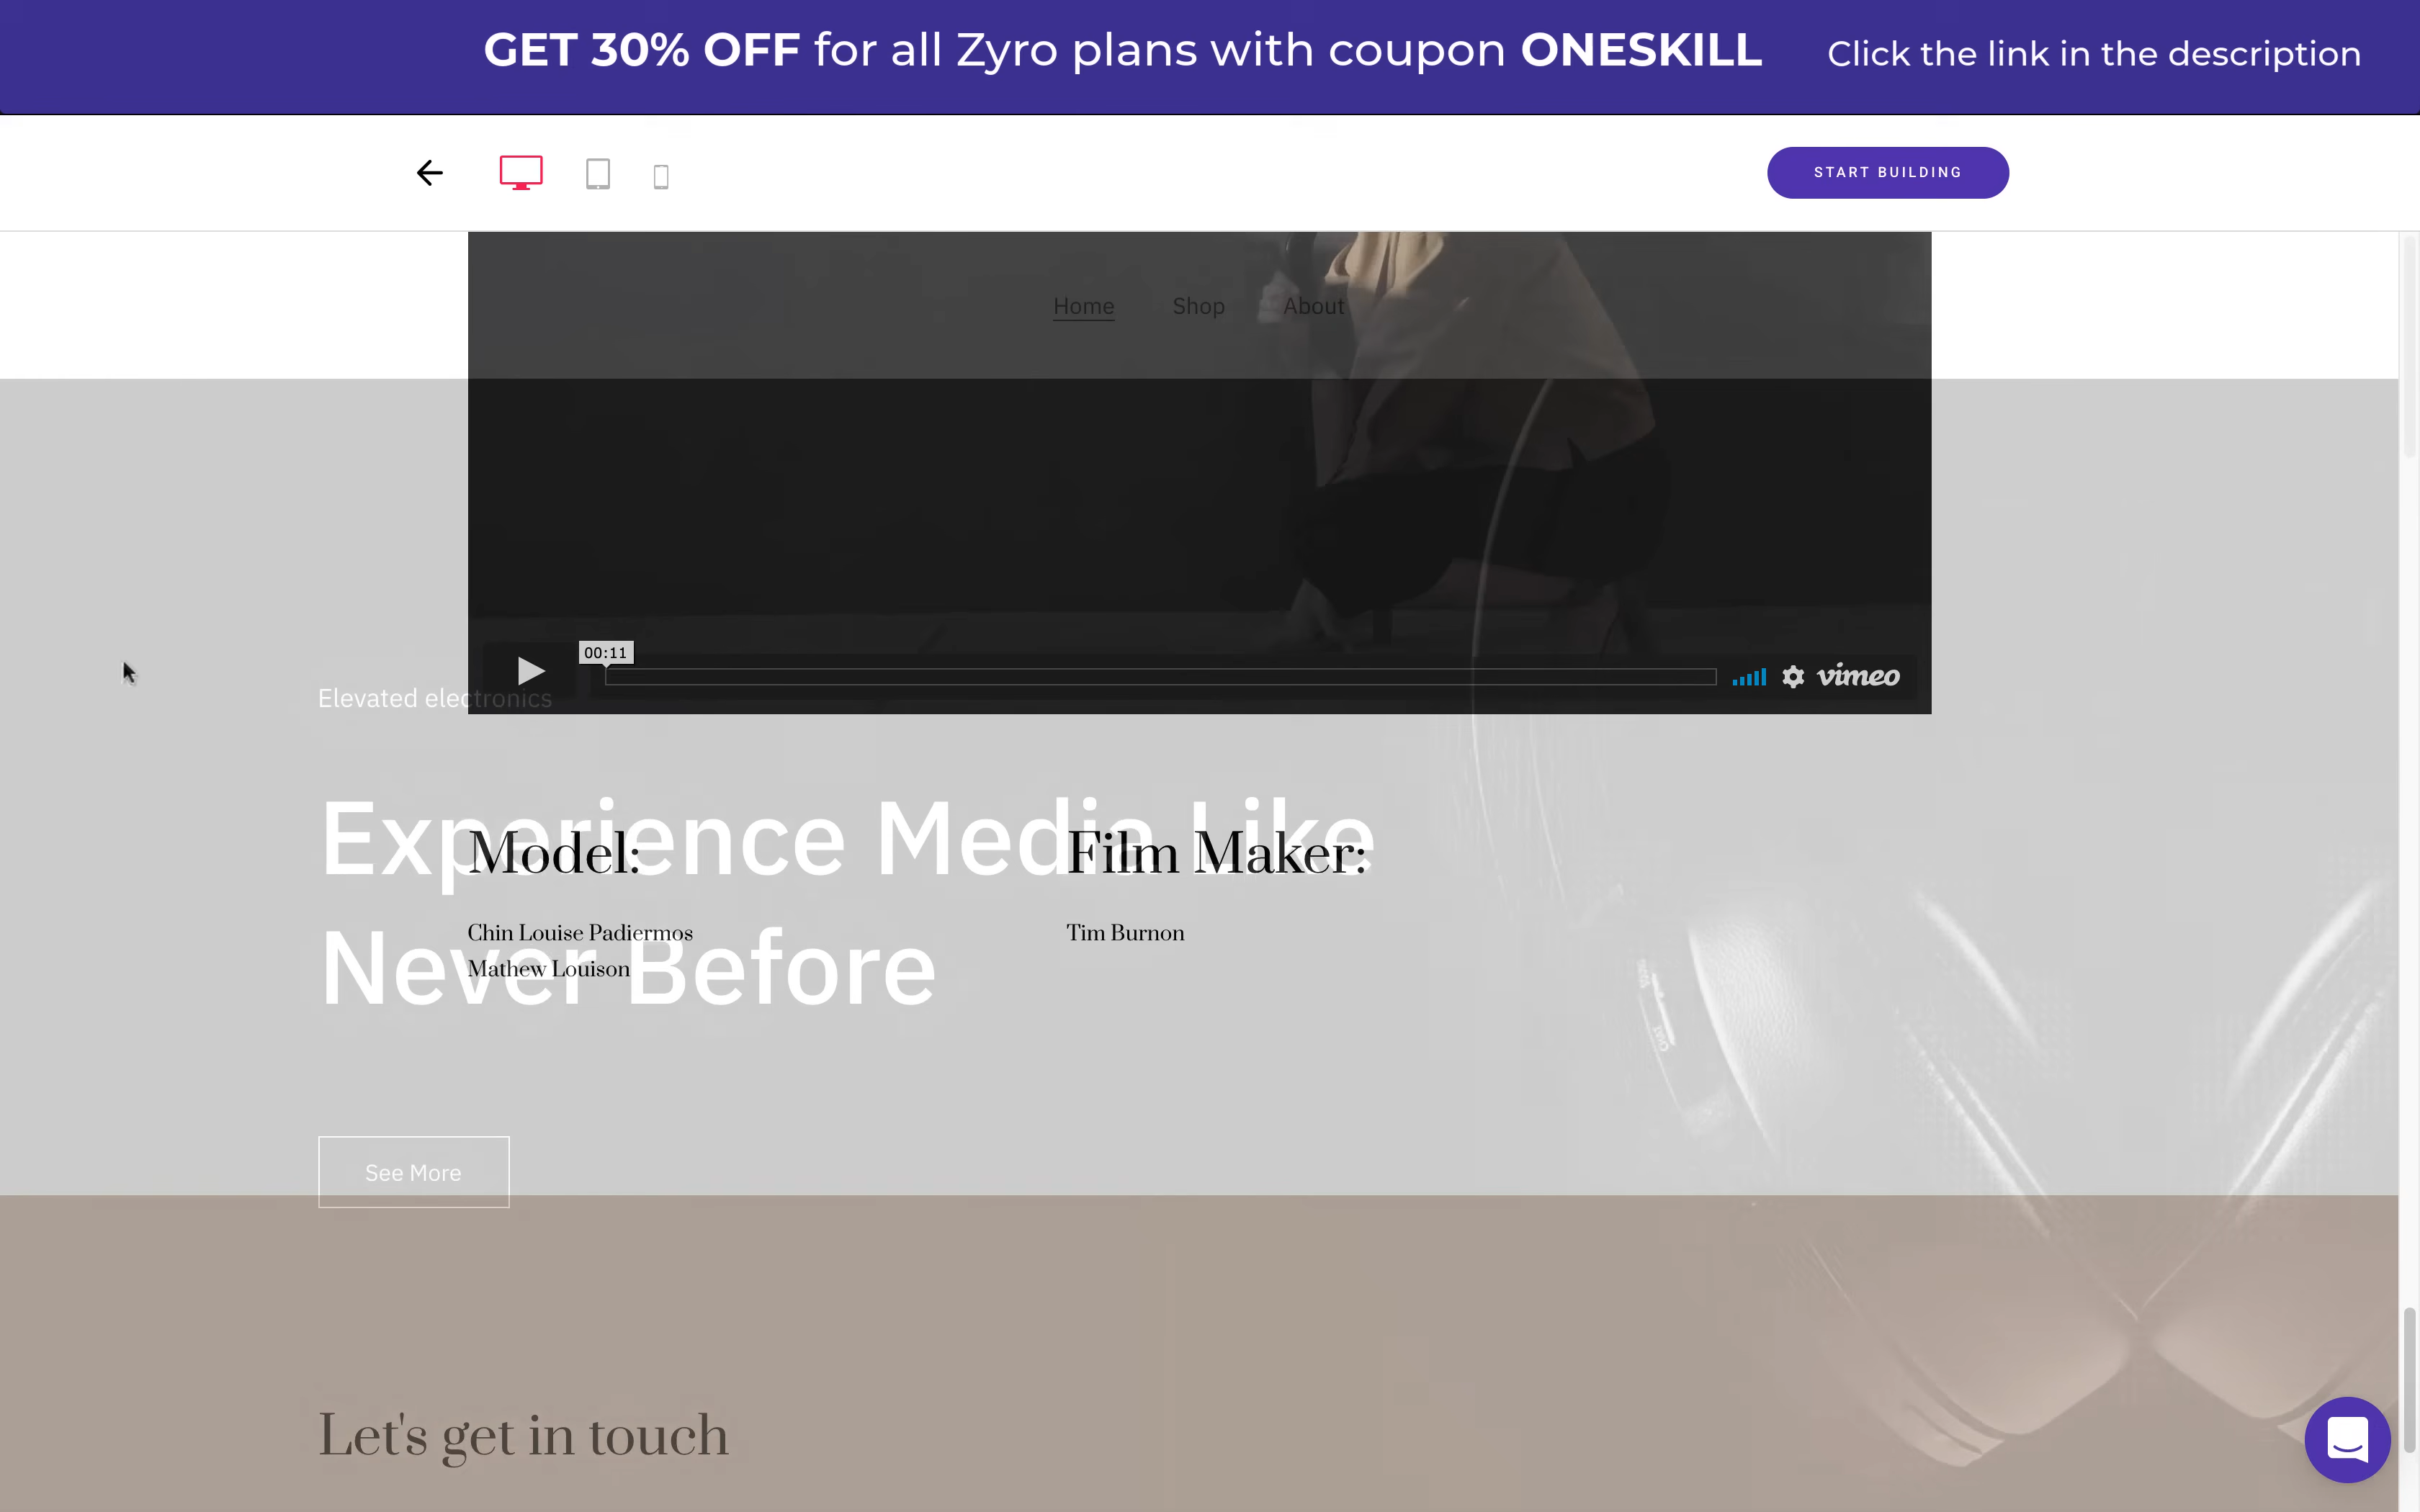 GET 30% OFF for all Zyro plans with coupon ONESKILL Click the link in the description
START BUILDING
Home Shop About
00:11
vimeo
Elevated electronics
Experience Media Like
Never Before
Model: Film Maker:
Chin Louise Padiermos Tim Burnon
Mathew Louison
See More
Let's get in touch